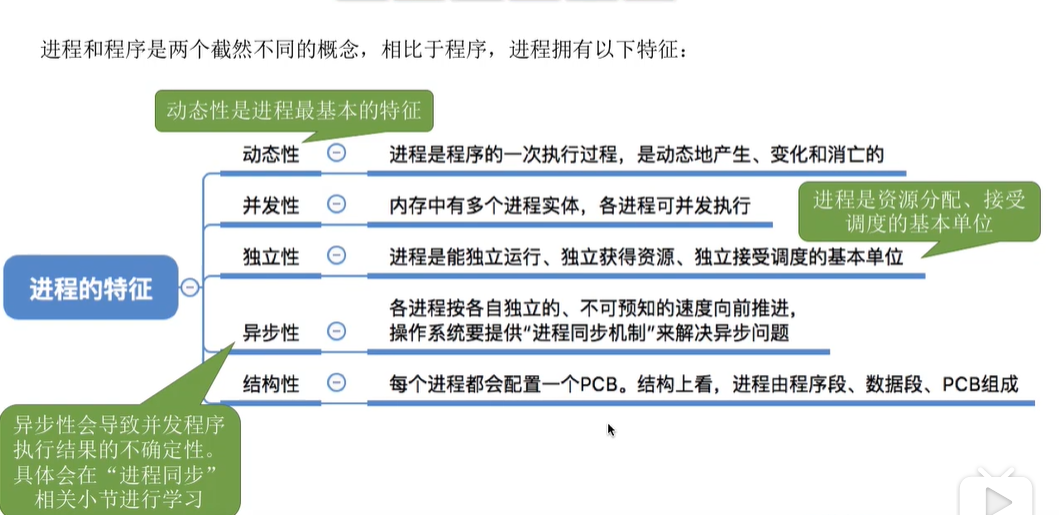 进程和程序是两个截然不同的概念，相比于程序，进程拥有以下特征：
动态性是进程最基本的特征
动态性
进程是程序的一次执行过程，是动态地产生、变化和消亡的
并发性
内存中有多个进程实体，各进程可并发执行
进程是资源分配、接受
调度的基本单位
独立性
进程是能独立运行、独立获得资源、独立接受调度的基本单位
进程的特征
异步性
各进程按各自独立的、不可预知的速度向前推进，
操作系统要提供“进程同步机制”来解决异步问题
结构性
每个进程都会配置一个PCB。结构上看，进程由程序段、数据段、PCB组成
异步性会导致并发程序
执行结果的不确定性。
具体会在“进程同步”
相关小节进行学习